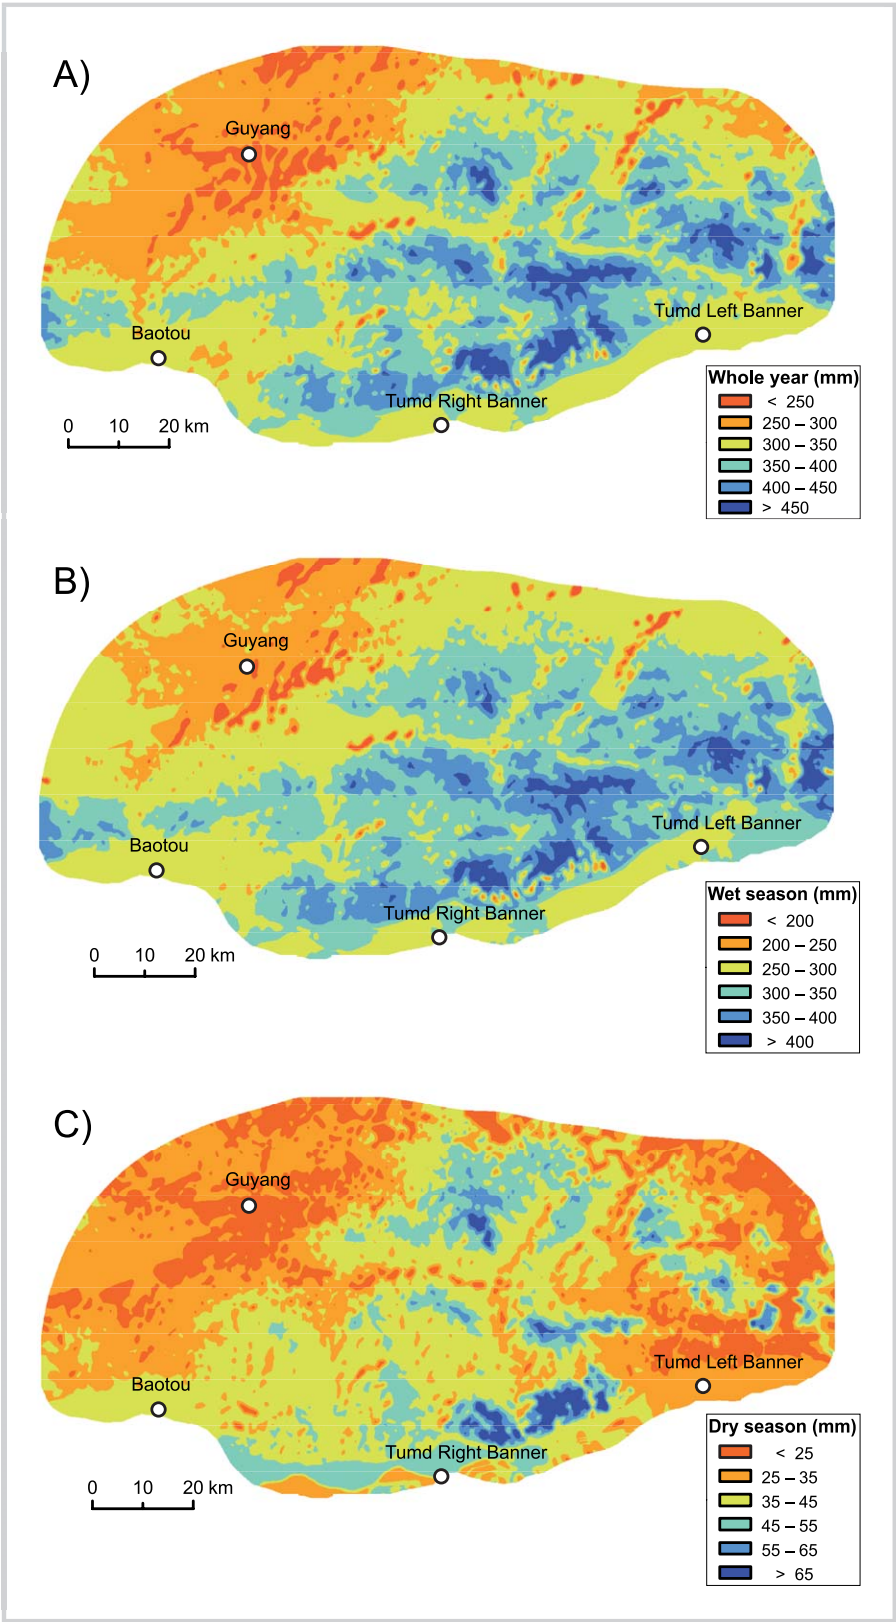 A)
Guyang
Baotou
Tumd Left Banner
Tumd Right Banner
0 10 20 km
Whole year (mm)
< 250
250 – 300
300 – 350
350 – 400
400 – 450
> 450
B)
Guyang
Baotou
Tumd Left Banner
Tumd Right Banner
0 10 20 km
Wet season (mm)
< 200
200 – 250
250 – 300
300 – 350
350 – 400
> 400
C)
Guyang
Baotou
Tumd Left Banner
Tumd Right Banner
0 10 20 km
Dry season (mm)
< 25
25 – 35
35 – 45
45 – 55
55 – 65
> 65